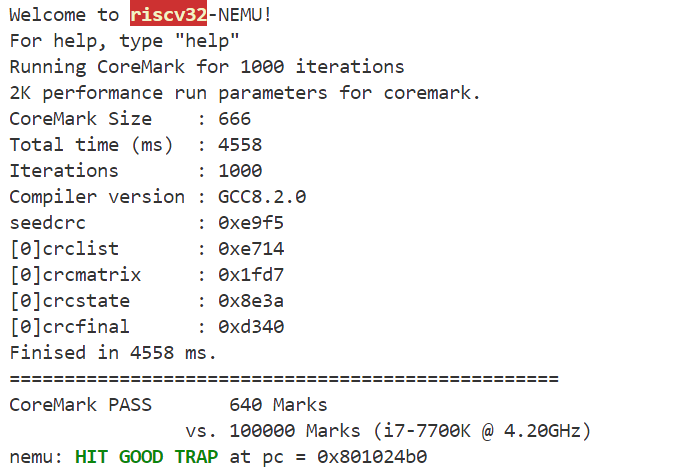 Welcome to riscv32-NEMU!
For help, type "help"
Running CoreMark for 1000 iterations
2K performance run parameters for coremark.
CoreMark Size    : 666
Total time (ms)  : 4558
Iterations       : 1000
Compiler version : GCC8.2.0
seedcrc          : 0xe9f5
[0]crclist       : 0xe714
[0]crcmatrix     : 0x1fd7
[0]crcstate      : 0x8e3a
[0]crcfinal      : 0xd340
Finised in 4558 ms.
==================================================
CoreMark PASS       640 Marks
                vs. 100000 Marks (i7-7700K @ 4.20GHz)
nemu: HIT GOOD TRAP at pc = 0x801024b0